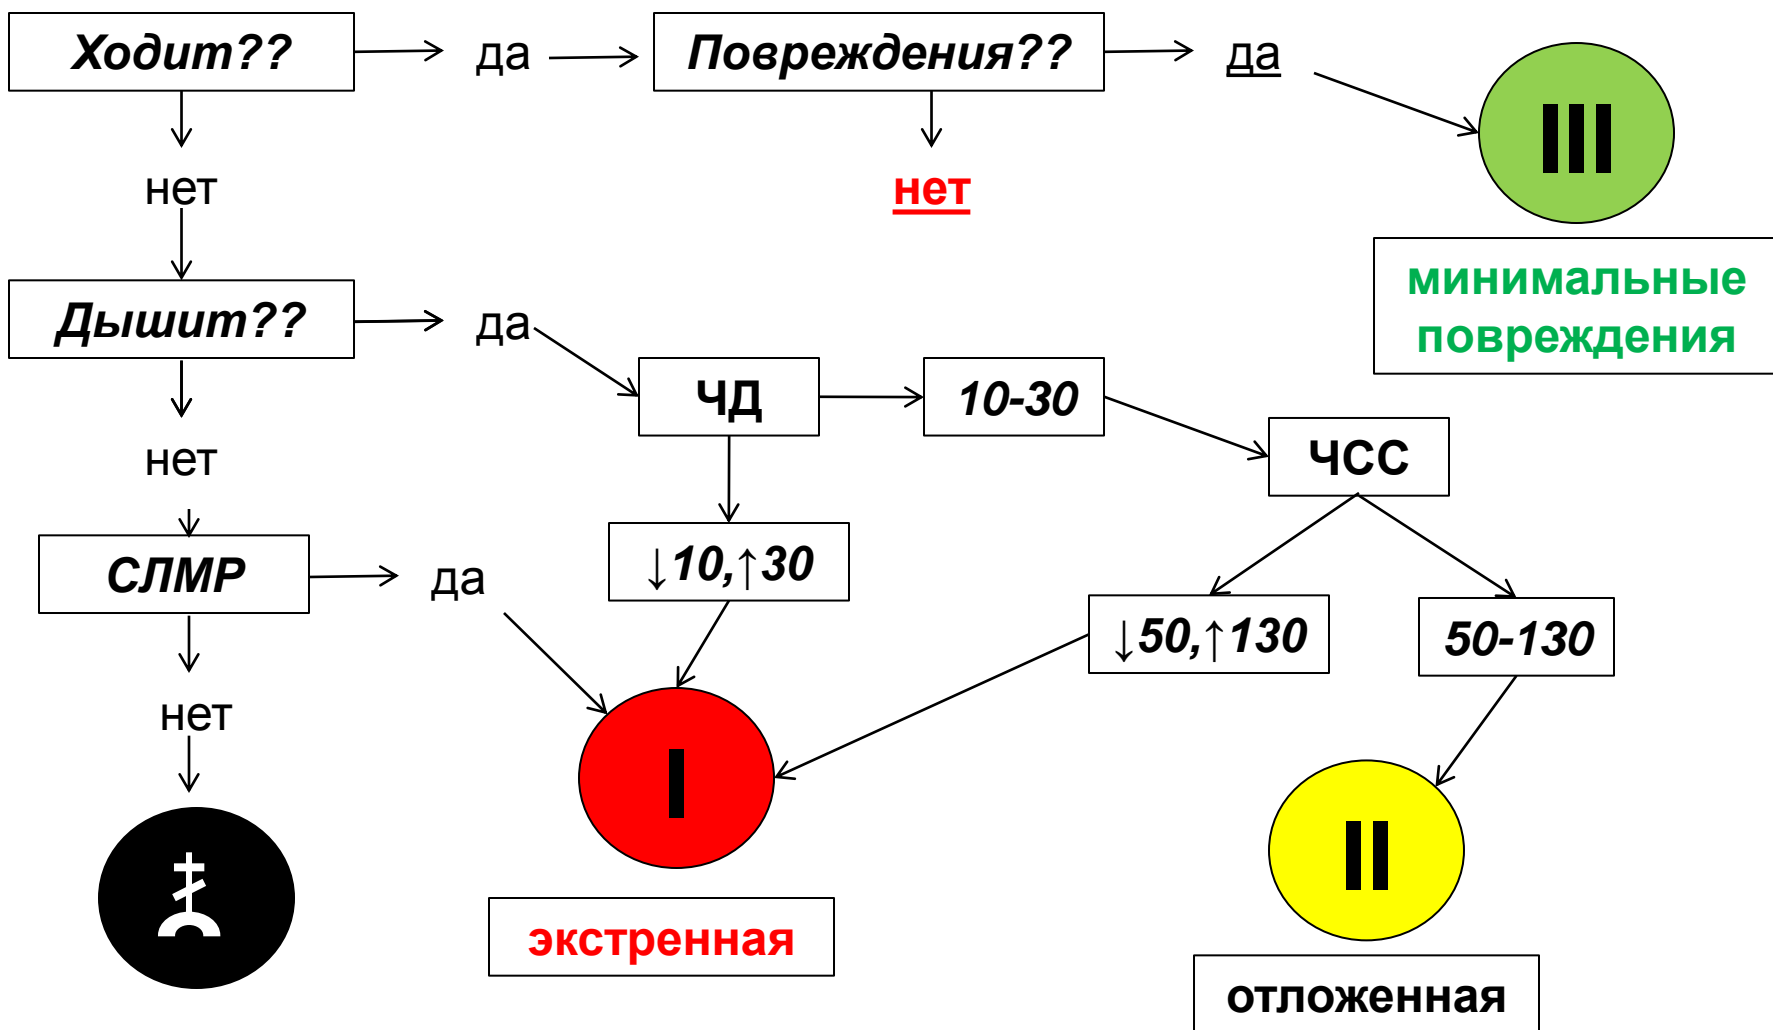 Ходит??
да
Повреждения??
да
III
нет
нет
минимальные
повреждения
Дышит??
да
ЧД
10-30
ЧСС
нет
СЛМР
да
↓10,↑30
↓50,↑130
50-130
нет
I
II
экстренная
отложенная